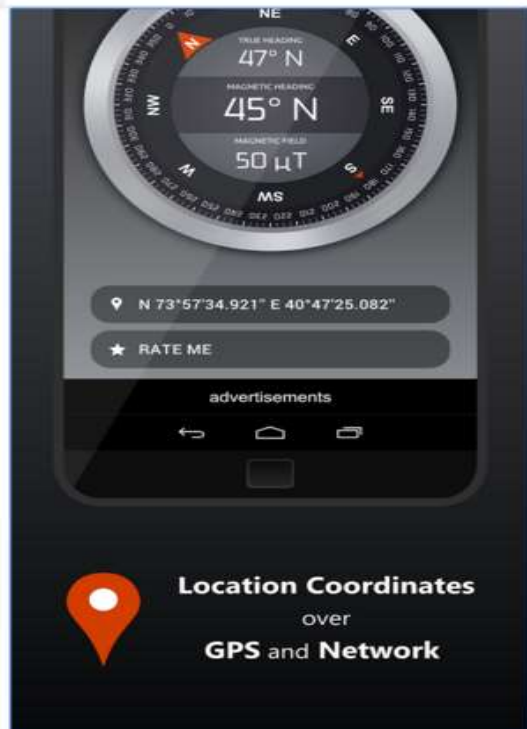 NE
N
E
TRUE HEADING
47° N
MAGNETIC HEADING
45° N
NW
SE
MAGNETIC FIELD
50 µT
W
S
SW
N 73°57'34.921" E 40°47'25.082"
RATE ME
advertisements
Location Coordinates
over
GPS and Network